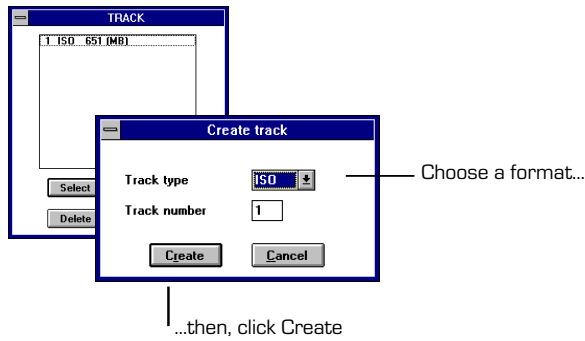 TRACK
1 ISO 651 (MB)
Select
Delete
Create track
Track type ISO
Track number 1
Create Cancel
Choose a format...
...then, click Create